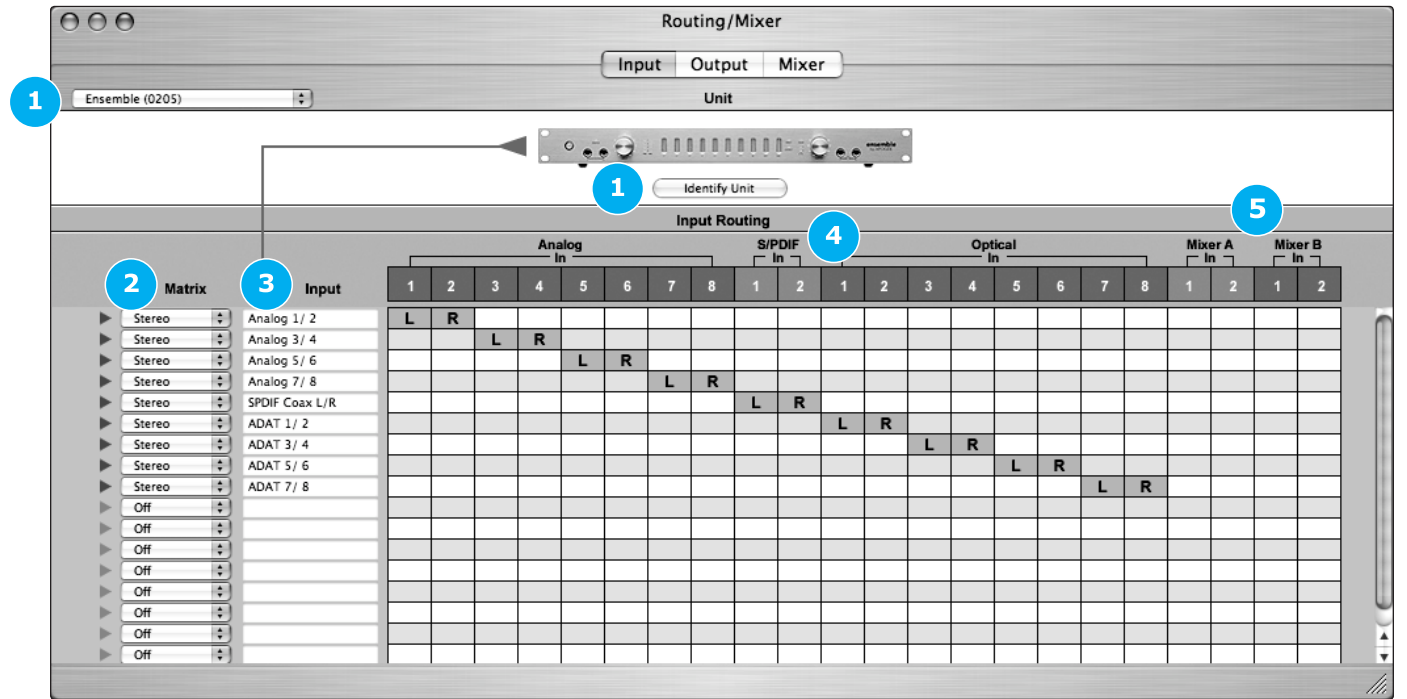 Routing/Mixer
Input Output Mixer
1 Ensemble (0205) Unit
ensemble
1 Identify Unit
Input Routing
5
4
Analog S/PDIF Optical Mixer A Mixer B
In In In In In
2 Matrix 3 Input 1 2 3 4 5 6 7 8 1 2 1 2 3 4 5 6 7 8 1 2 1 2
Stereo Analog 1/ 2 L R
Stereo Analog 3/ 4 L R
Stereo Analog 5/ 6 L R
Stereo Analog 7/ 8 L R
Stereo SPDIF Coax L/R L R
Stereo ADAT 1/ 2 L R
Stereo ADAT 3/ 4 L R
Stereo ADAT 5/ 6 L R
Stereo ADAT 7/ 8 L R
Off
Off
Off
Off
Off
Off
Off
Off